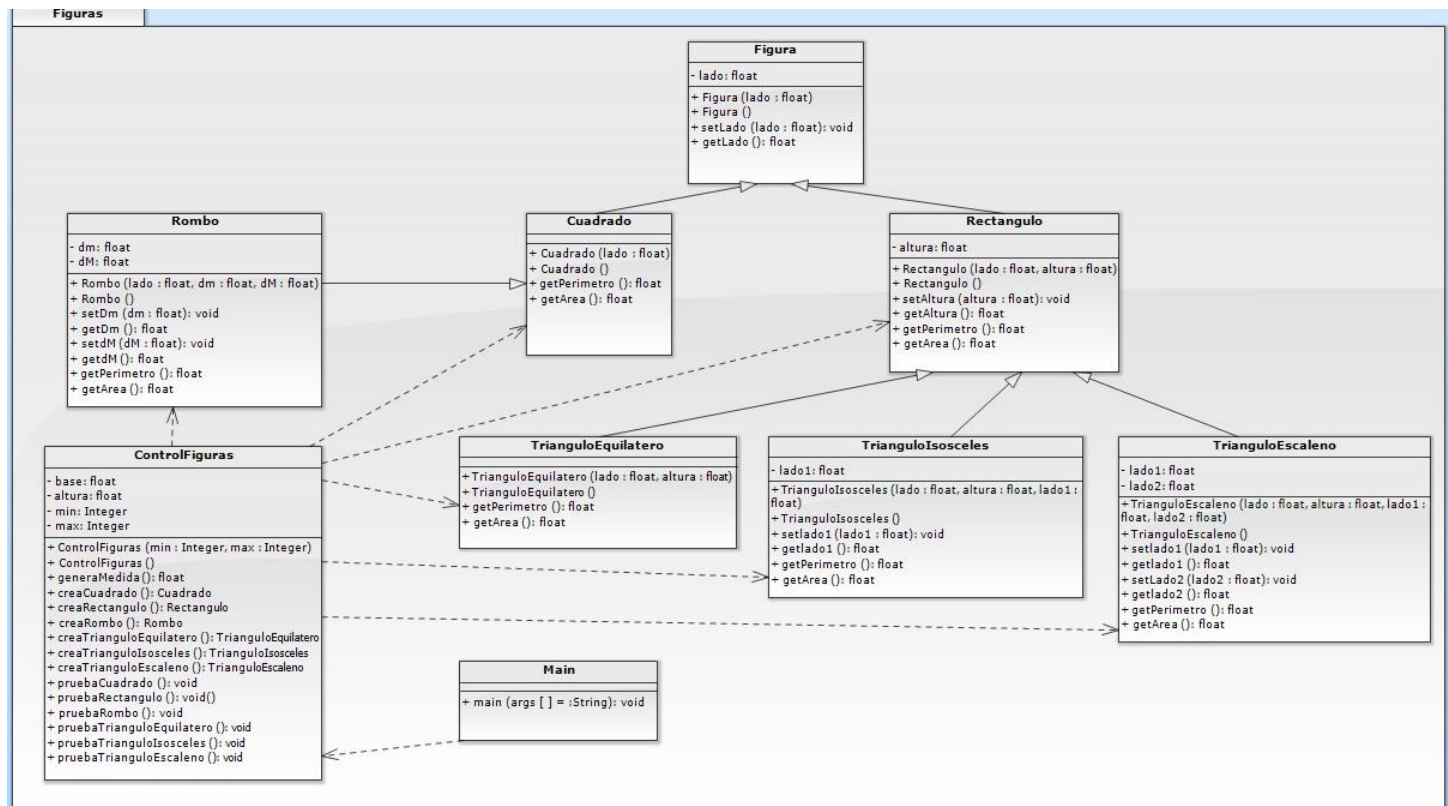 Figuras
Figura
- lado: float
+ Figura (lado : float)
+ Figura ()
+ setLado (lado : float): void
+ getLado (): float
Rombo
- dm: float
- dM: float
+ Rombo (lado : float, dm : float, dM : float)
+ Rombo ()
+ setDm (dm : float): void
+ getDm (): float
+ setdM (dM : float): void
+ getdM (): float
+ getPerimetro (): float
+ getArea (): float
Cuadrado
+ Cuadrado (lado : float)
+ Cuadrado ()
+ getPerimetro (): float
+ getArea (): float
Rectangulo
- altura: float
+ Rectangulo (lado : float, altura : float)
+ Rectangulo ()
+ setAltura (altura : float): void
+ getAltura (): float
+ getPerimetro (): float
+ getArea (): float
ControlFiguras
- base: float
- altura: float
- min: Integer
- max: Integer
+ ControlFiguras (min : Integer, max : Integer)
+ ControlFiguras ()
+ generaMedida (): float
+ creaCuadrado (): Cuadrado
+ creaRectangulo (): Rectangulo
+ creaRombo (): Rombo
+ creaTrianguloEquilatero (): TrianguloEquilatero
+ creaTrianguloIsosceles (): TrianguloIsosceles
+ creaTrianguloEscaleno (): TrianguloEscaleno
+ pruebaCuadrado (): void
+ pruebaRectangulo (): void()
+ pruebaRombo (): void
+ pruebaTrianguloEquilatero (): void
+ pruebaTrianguloIsosceles (): void
+ pruebaTrianguloEscaleno (): void
TrianguloEquilatero
+ TrianguloEquilatero (lado : float, altura : float)
+ TrianguloEquilatero ()
+ getPerimetro (): float
+ getArea (): float
TrianguloIsosceles
- lado1: float
+ TrianguloIsosceles (lado : float, altura : float, lado1 :
float)
+ TrianguloIsosceles ()
+ setlado1 (lado1 : float): void
+ getlado1 (): float
+ getPerimetro (): float
+ getArea (): float
TrianguloEscaleno
- lado1: float
- lado2: float
+ TrianguloEscaleno (lado : float, altura : float, lado1 :
float, lado2 : float)
+ TrianguloEscaleno ()
+ setlado1 (lado1 : float): void
+ getlado1 (): float
+ setLado2 (lado2 : float): void
+ getlado2 (): float
+ getPerimetro (): float
+ getArea (): float
Main
+ main (args [ ] = :String): void